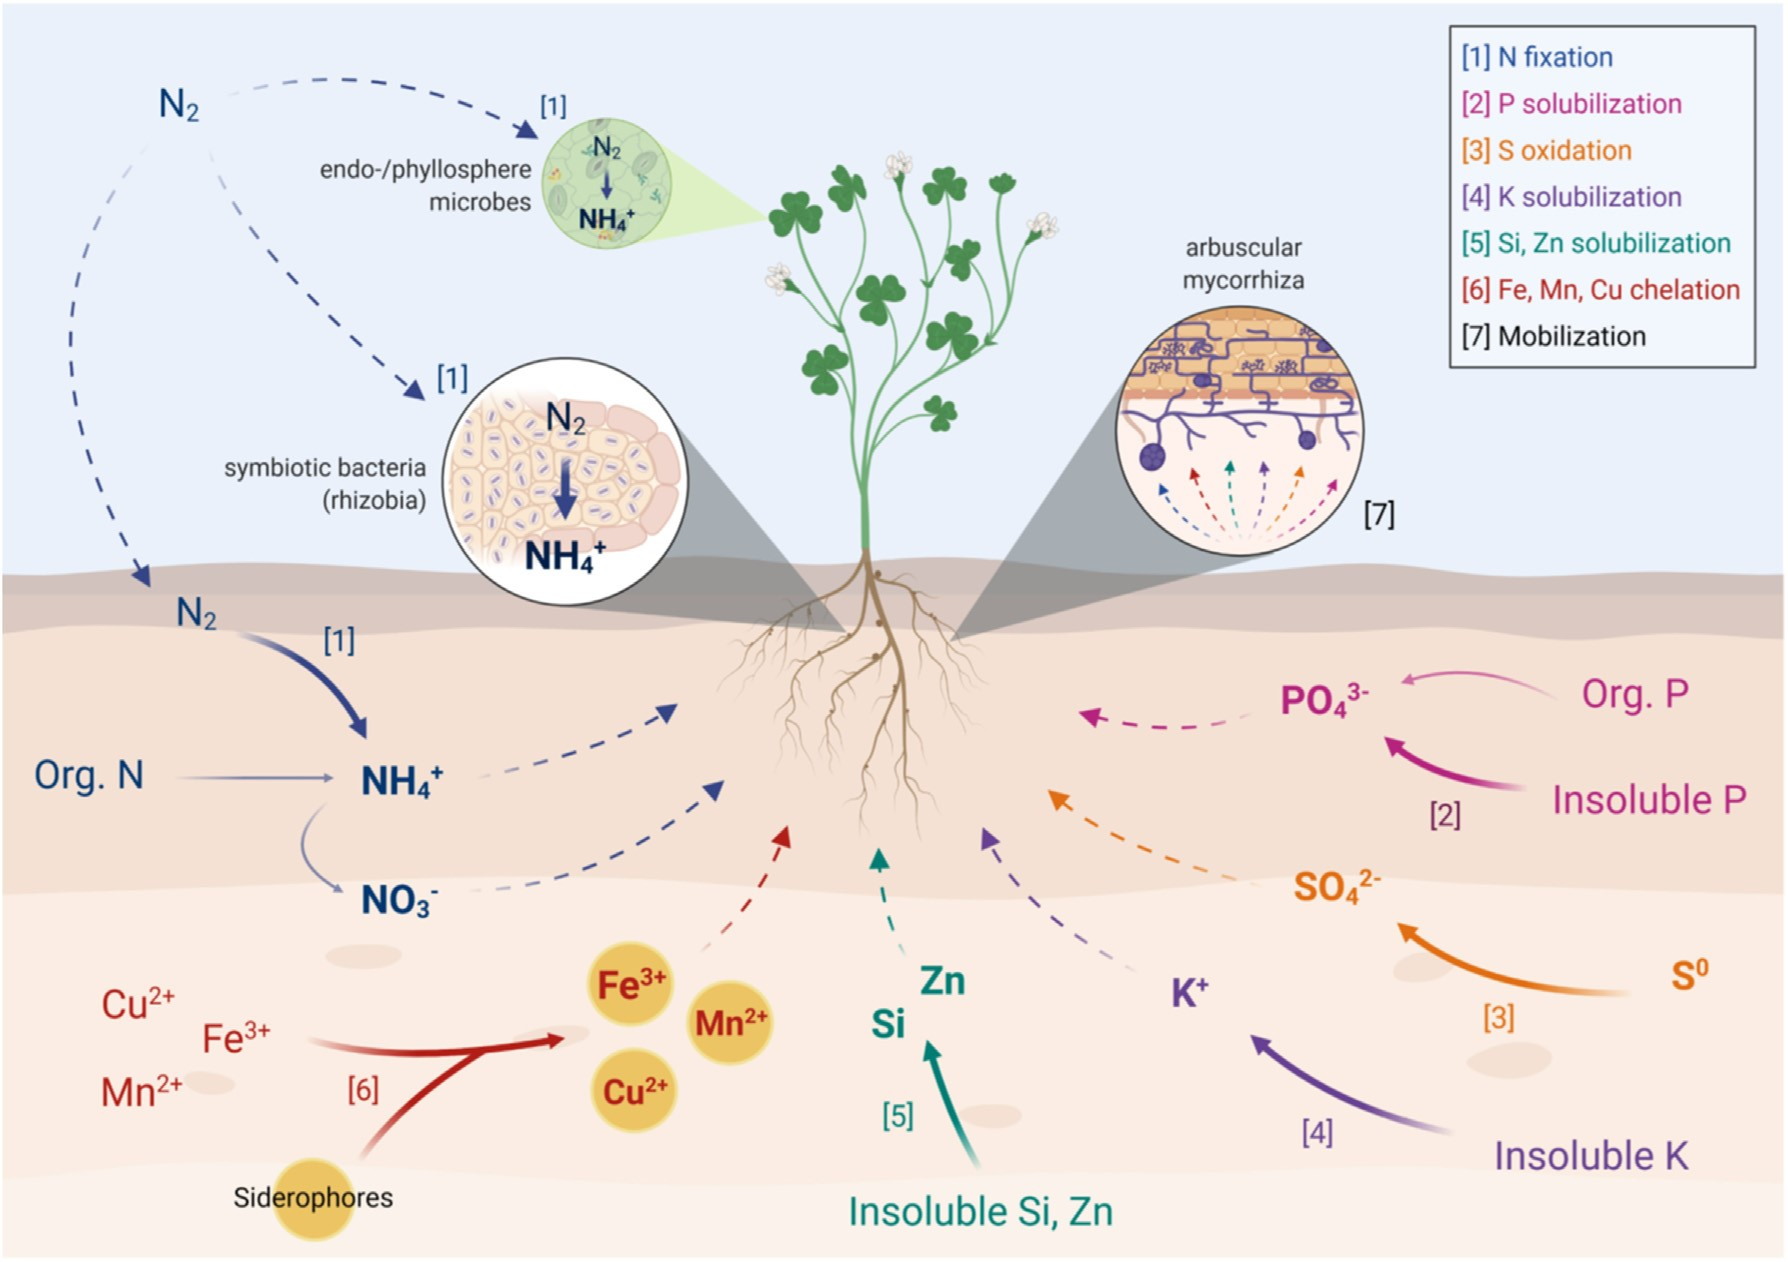 N₂
[1]
endo-/phyllosphere
microbes
N₂
NH₄⁺
[1] N fixation
[2] P solubilization
[3] S oxidation
[4] K solubilization
[5] Si, Zn solubilization
[6] Fe, Mn, Cu chelation
[7] Mobilization
arbuscular
mycorrhiza
[7]
[1]
symbiotic bacteria
(rhizobia)
N₂
NH₄⁺
N₂
[1]
Org. N
NH₄⁺
NO₃⁻
PO₄³⁻
Org. P
Insoluble P
[2]
SO₄²⁻
S⁰
[3]
Cu²⁺
Fe³⁺
Mn²⁺
[6]
Siderophores
Fe³⁺
Mn²⁺
Cu²⁺
Zn
Si
[5]
Insoluble Si, Zn
K⁺
[4]
Insoluble K